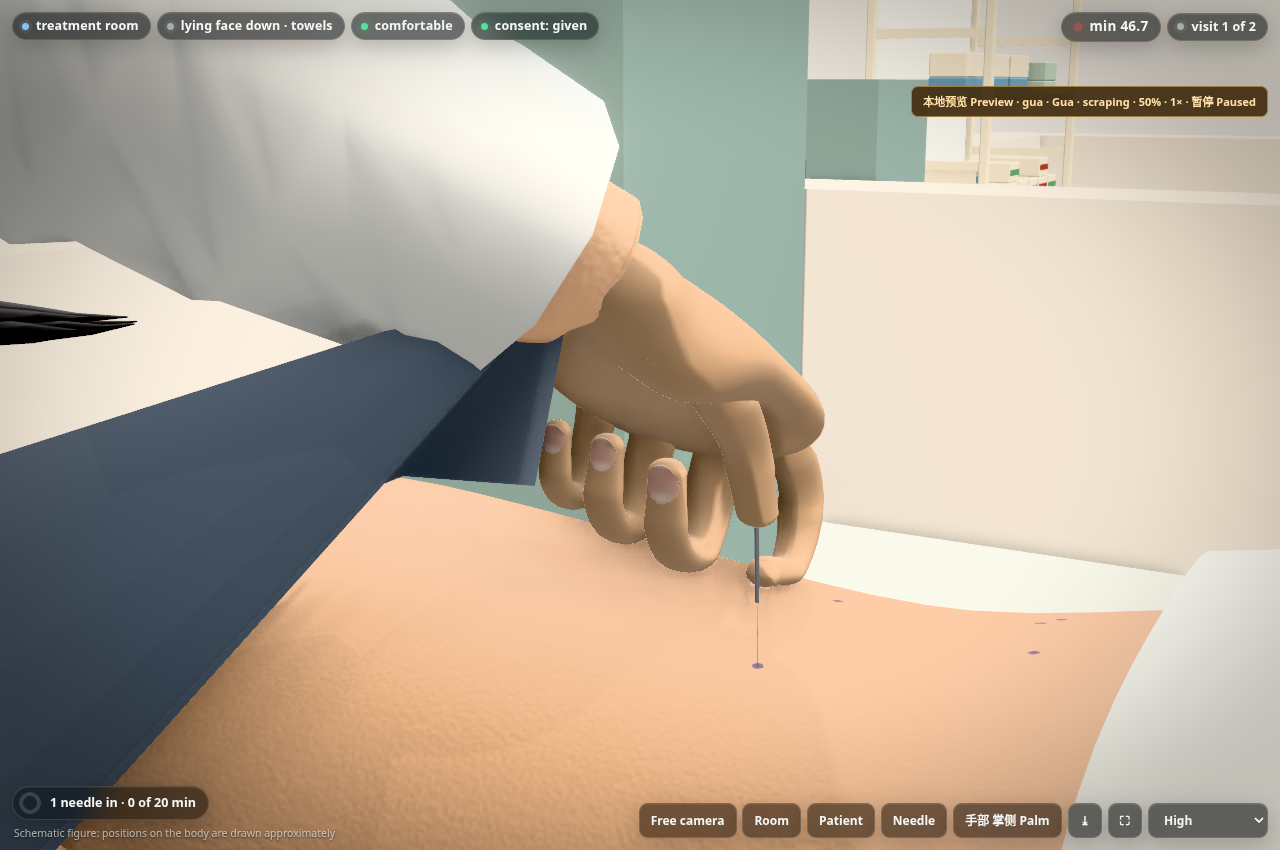 treatment room
lying face down · towels
comfortable
consent: given
min 46.7
visit 1 of 2
本地预览 Preview · gua · Gua · scraping · 50% · 1× · 暂停 Paused
1 needle in · 0 of 20 min
Schematic figure: positions on the body are drawn approximately
Free camera
Room
Patient
Needle
手部 掌侧 Palm
High